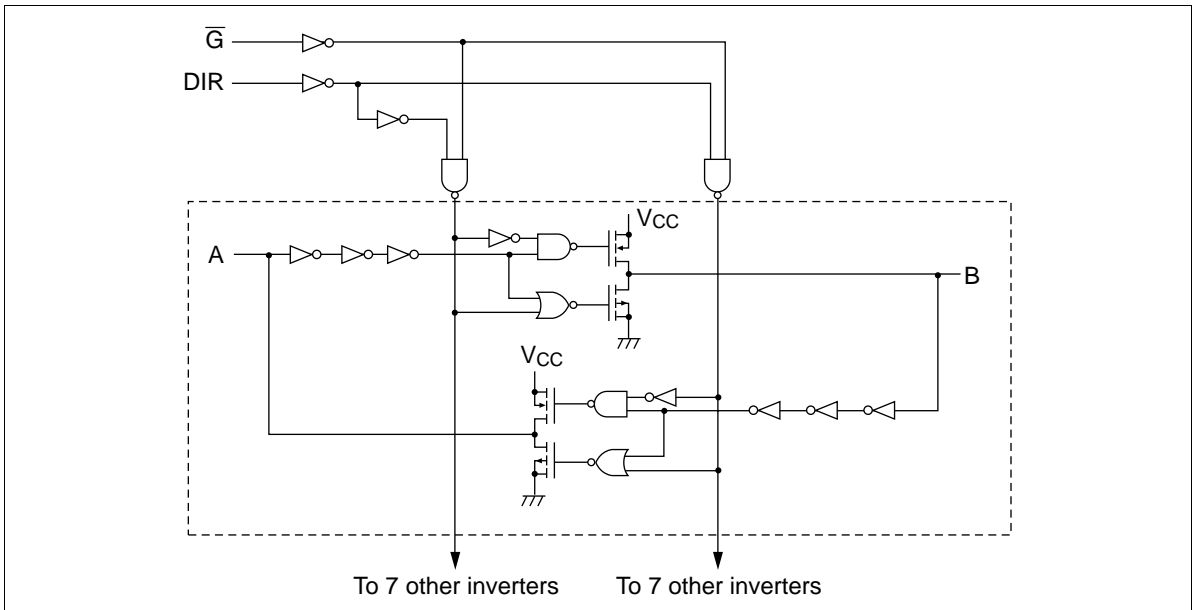 G̅
DIR
VCC
A
B
VCC
To 7 other inverters
To 7 other inverters